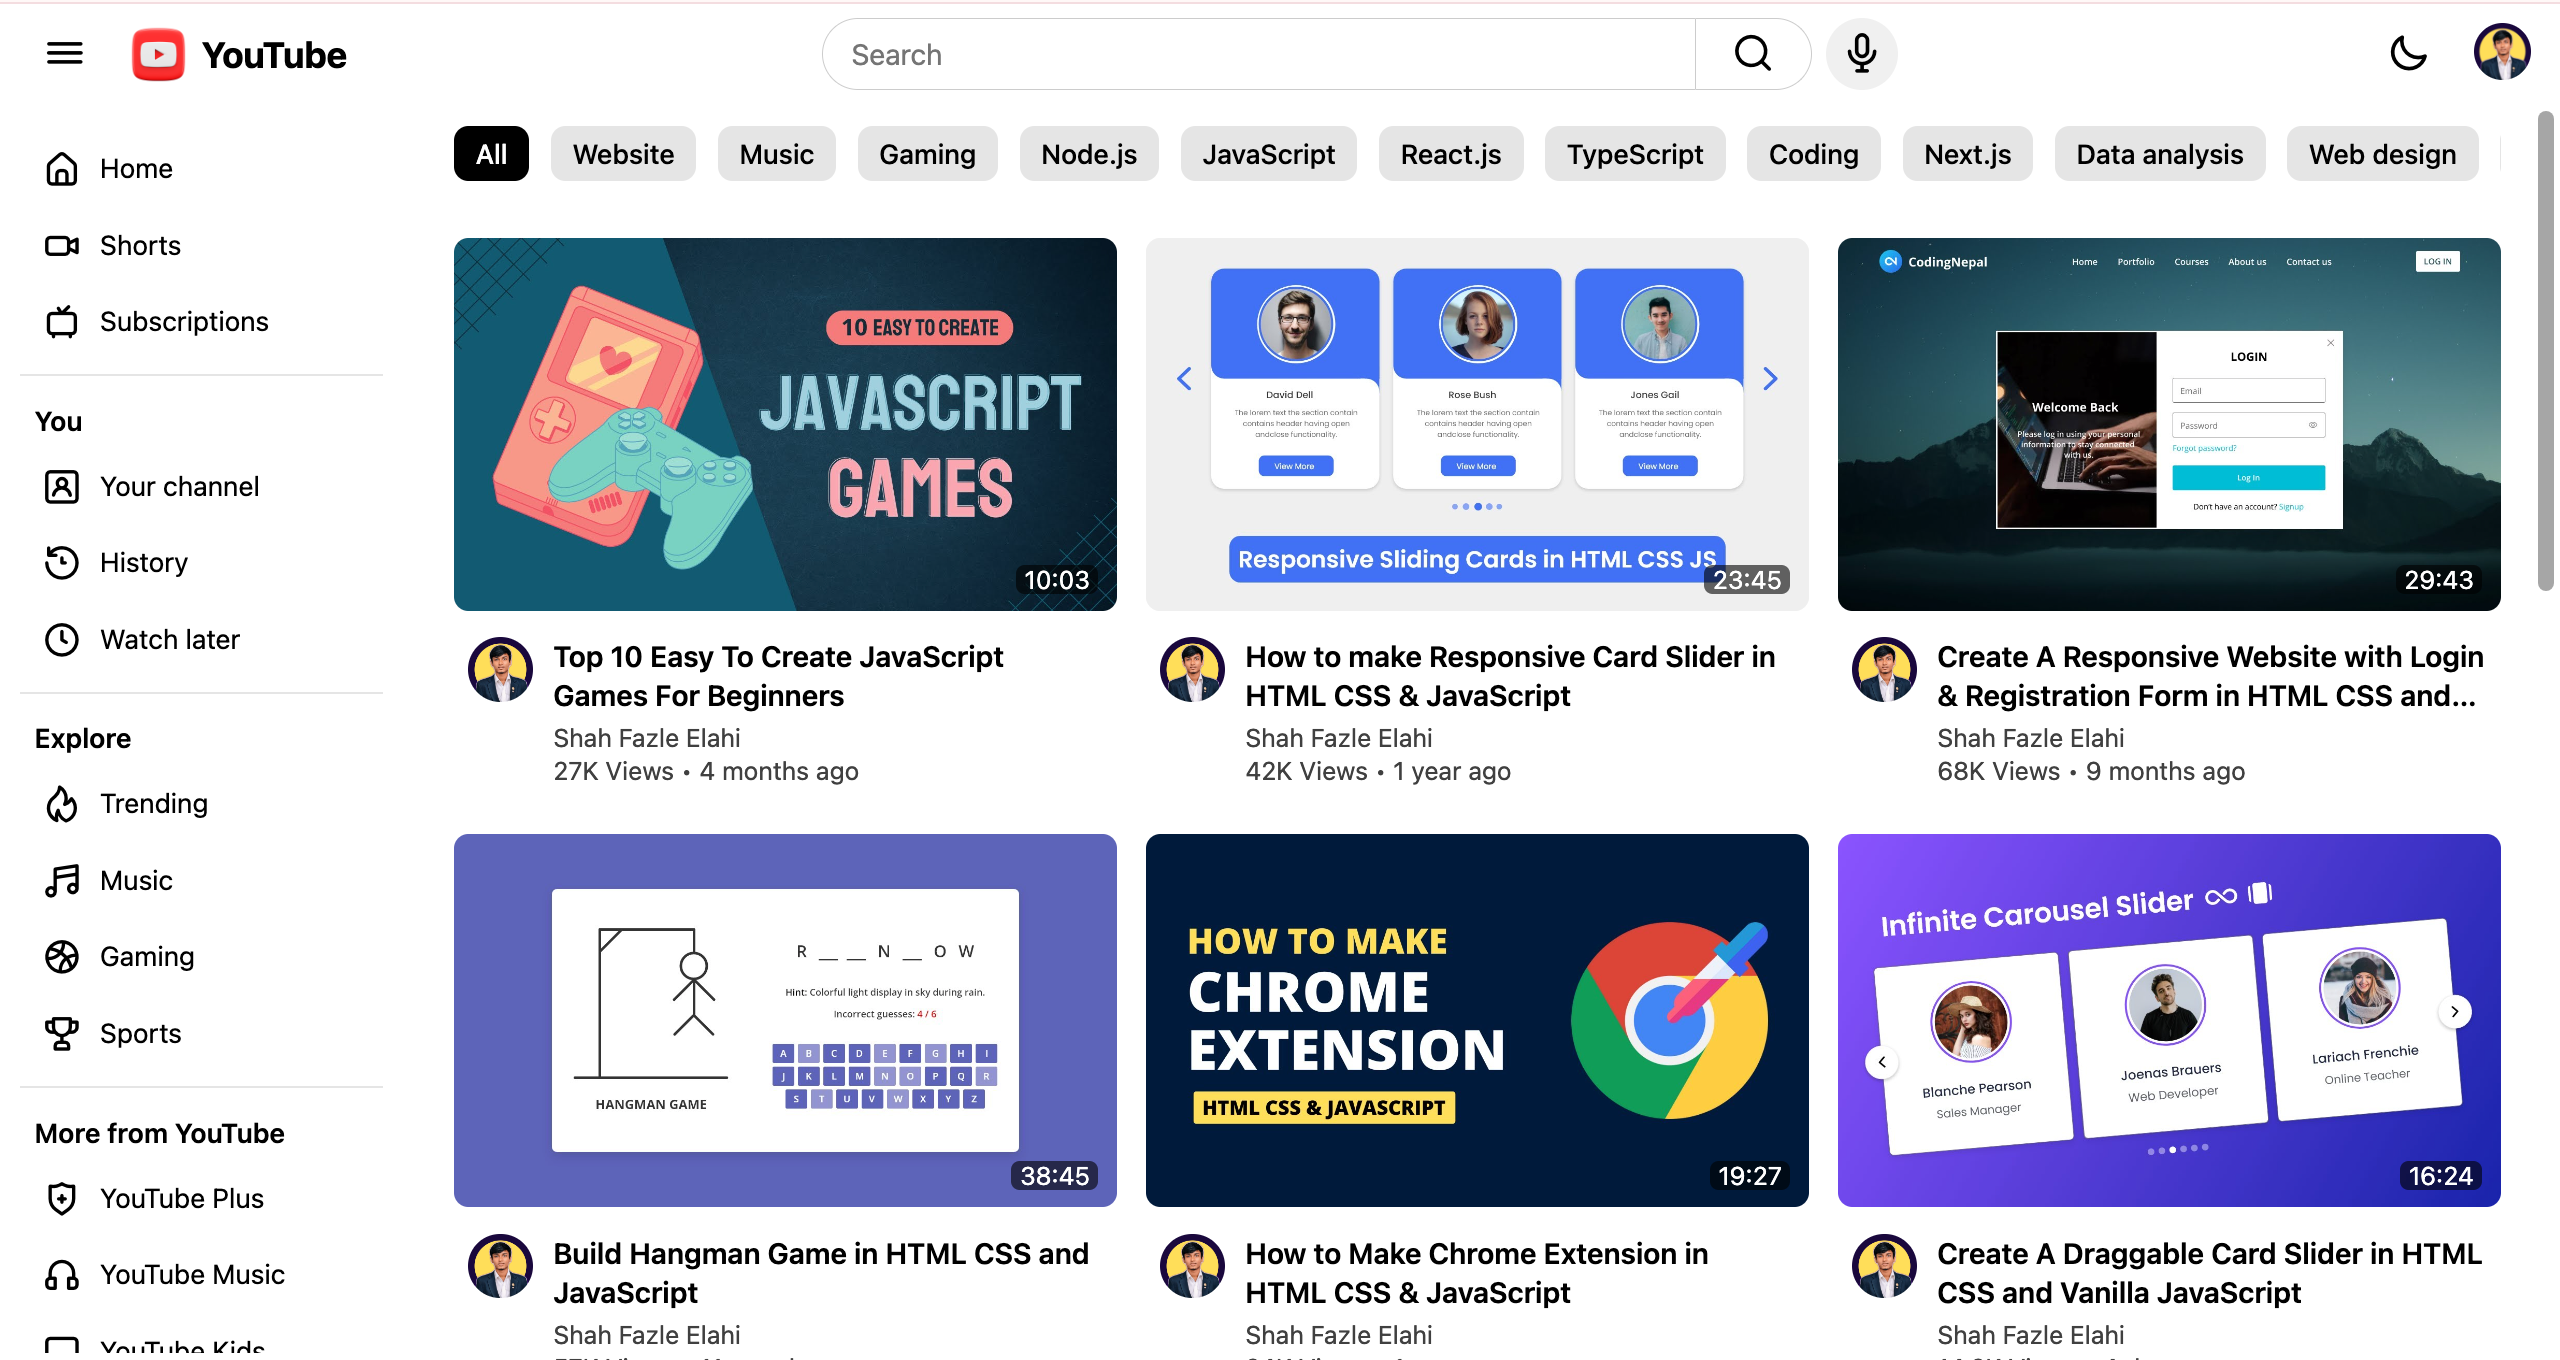 YouTube
Search
Home
Shorts
Subscriptions
You
Your channel
History
Watch later
Explore
Trending
Music
Gaming
Sports
More from YouTube
YouTube Plus
YouTube Music
YouTube Kids
All Website Music Gaming Node.js JavaScript React.js TypeScript Coding Next.js Data analysis Web design
10 EASY TO CREATE
JAVASCRIPT
GAMES
10:03
Top 10 Easy To Create JavaScript
Games For Beginners
Shah Fazle Elahi
27K Views • 4 months ago
David Dell
The lorem text the section contain
contains header having open
andclose functionality.
View More
Rose Bush
The lorem text the section contain
contains header having open
andclose functionality.
View More
Jones Gail
The lorem text the section contain
contains header having open
andclose functionality.
View More
Responsive Sliding Cards in HTML CSS JS
23:45
How to make Responsive Card Slider in
HTML CSS & JavaScript
Shah Fazle Elahi
42K Views • 1 year ago
CodingNepal
Home Portfolio Courses About us Contact us
LOG IN
Welcome Back
Please log in using your personal
information to stay connected
with us.
LOGIN
Email
Password
Forgot password?
Log In
Don't have an account? Signup
29:43
Create A Responsive Website with Login
& Registration Form in HTML CSS and...
Shah Fazle Elahi
68K Views • 9 months ago
R __ __ N __ O W
Hint: Colorful light display in sky during rain.
Incorrect guesses: 4 / 6
A B C D E F G H I
J K L M N O P Q R
S T U V W X Y Z
HANGMAN GAME
38:45
Build Hangman Game in HTML CSS and
JavaScript
Shah Fazle Elahi
HOW TO MAKE
CHROME
EXTENSION
HTML CSS & JAVASCRIPT
19:27
How to Make Chrome Extension in
HTML CSS & JavaScript
Shah Fazle Elahi
Infinite Carousel Slider
Blanche Pearson
Sales Manager
Joenas Brauers
Web Developer
Lariach Frenchie
Online Teacher
16:24
Create A Draggable Card Slider in HTML
CSS and Vanilla JavaScript
Shah Fazle Elahi